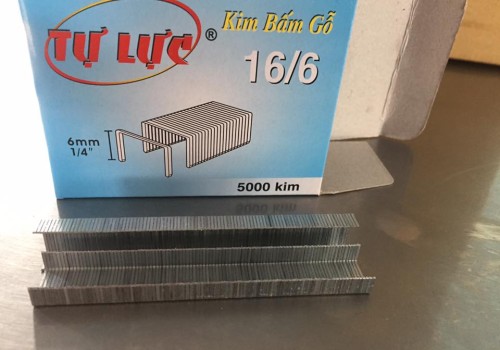 TỰ LỰC ®
Kim Bấm Gỗ
16/6
6mm
1/4"
5000 kim